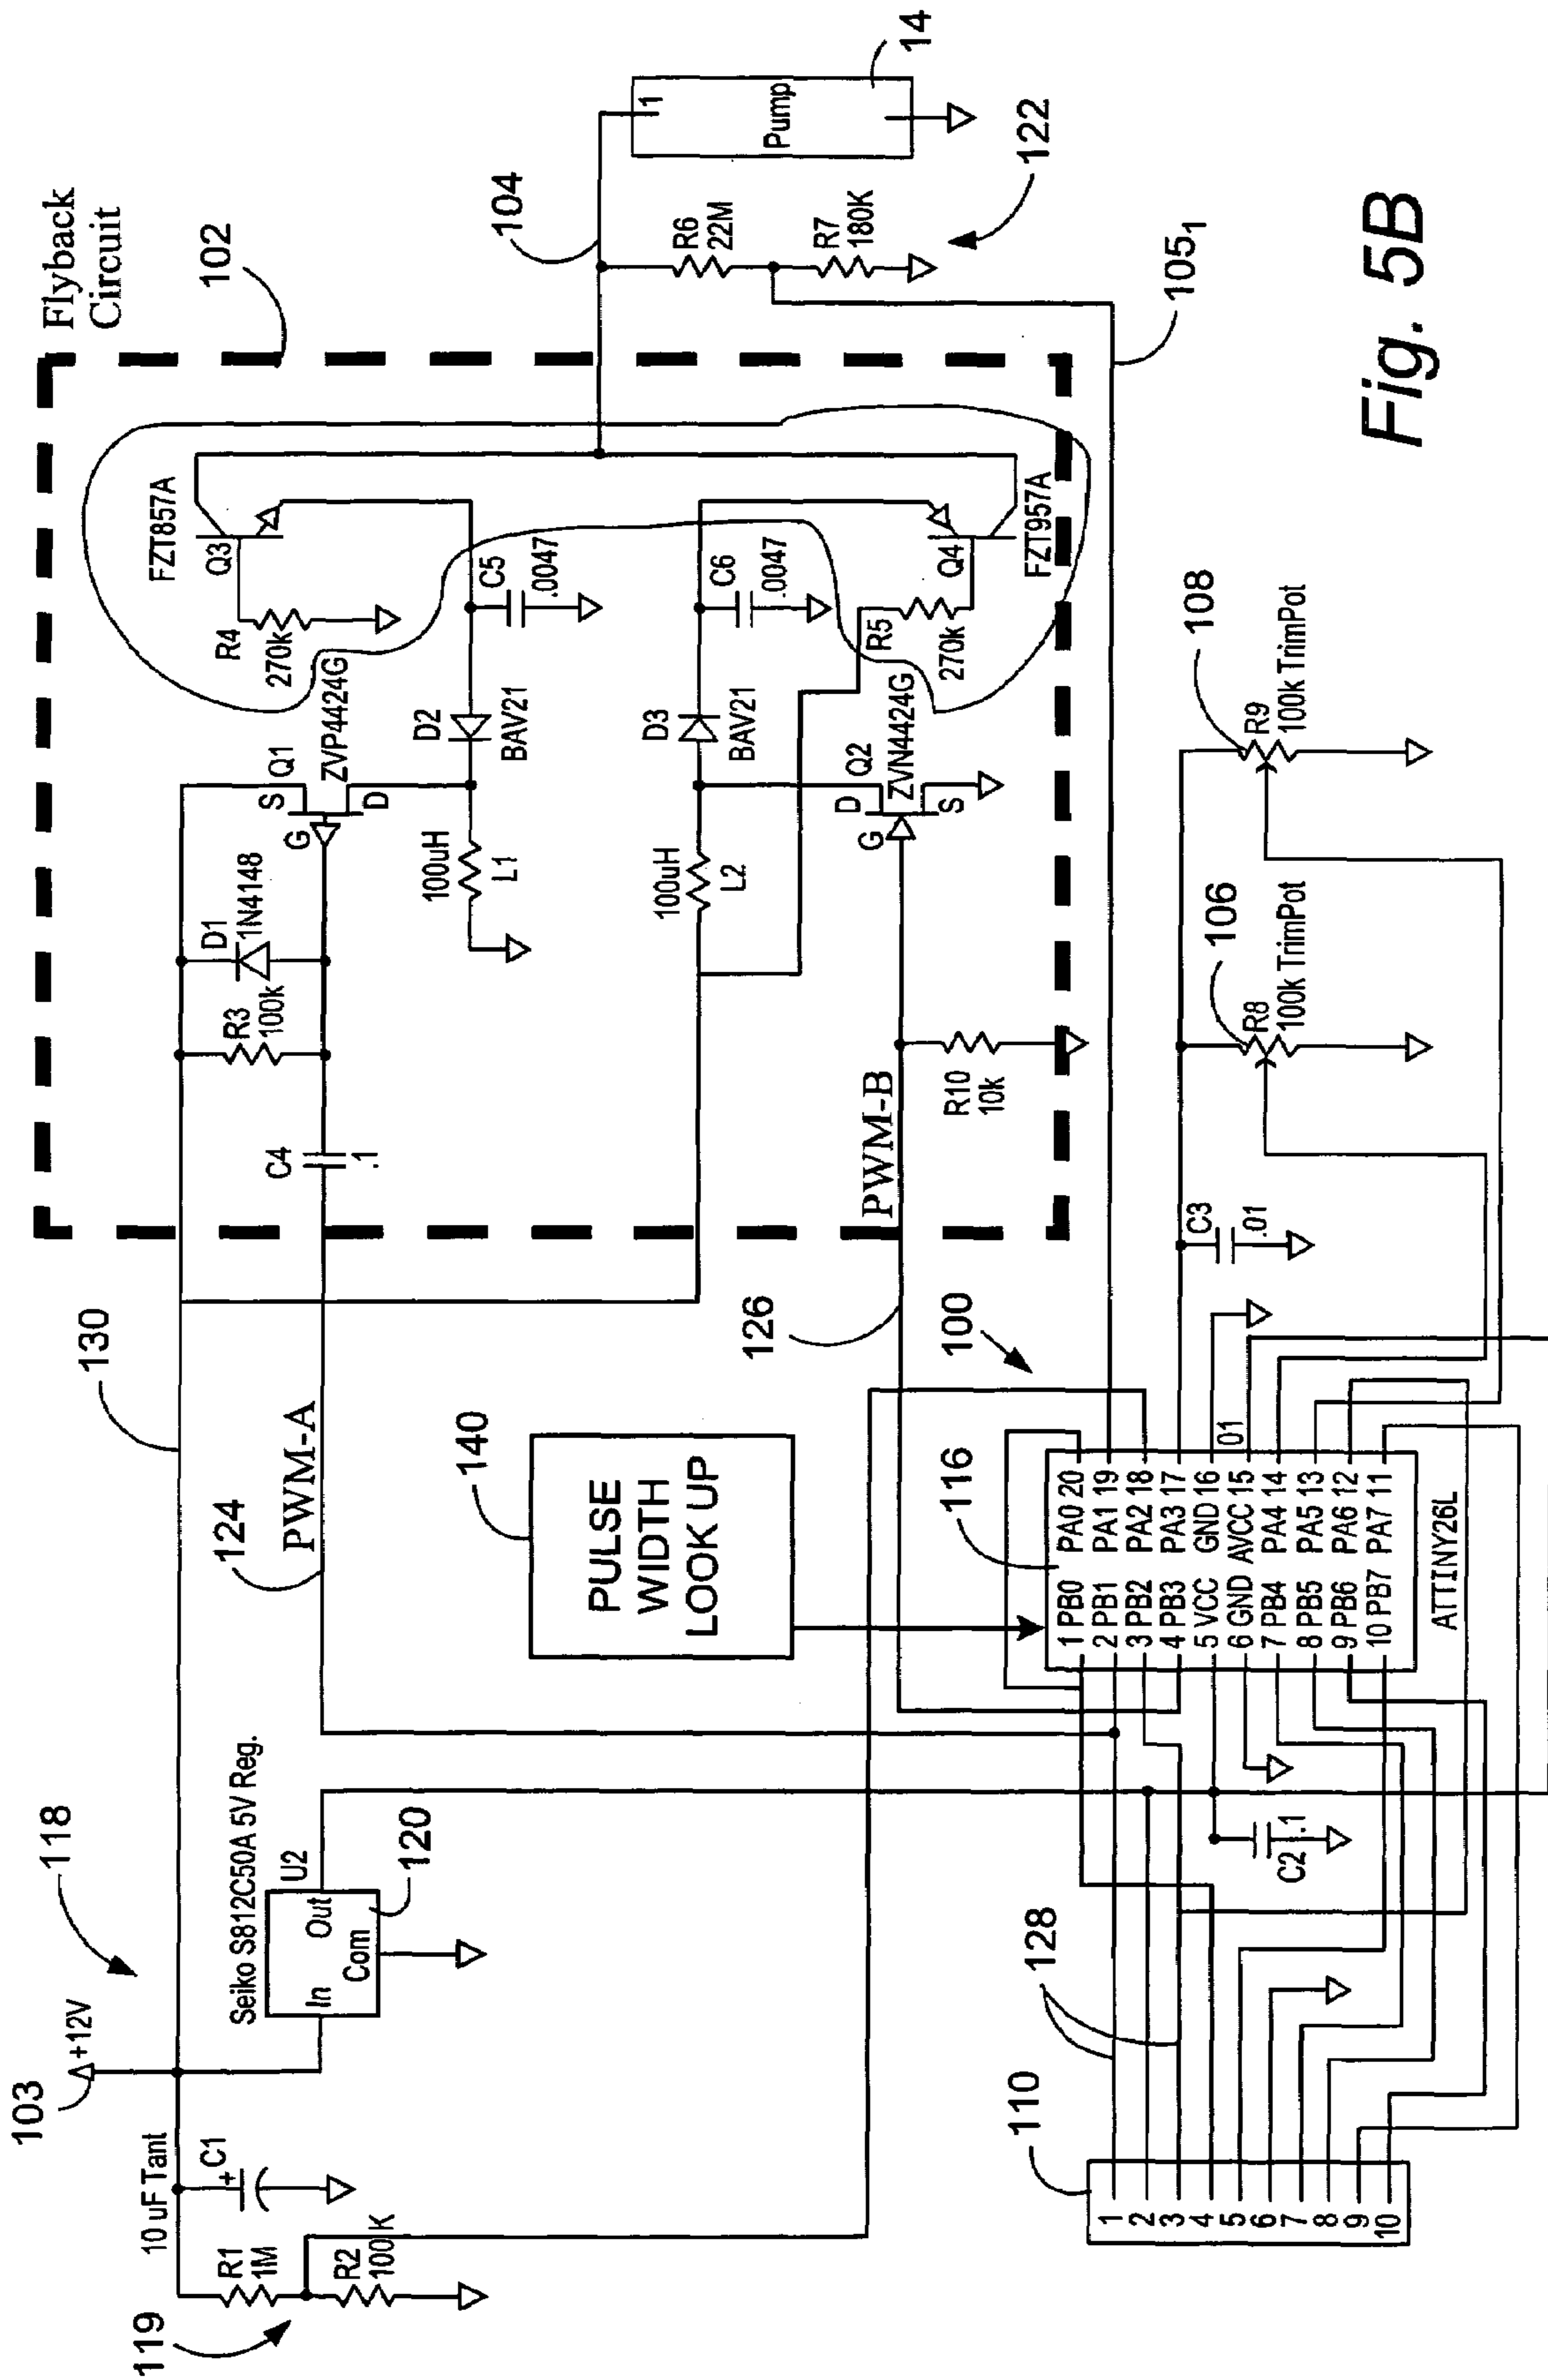 Flyback
Circuit
102
130
118
103
+12V
10 uF Tant
+
C1
R1
1M
R2
100 K
119
Seiko S812C50A 5V Reg.
U2
In
Out
Com
120
124
PWM-A
C4
.1
R3
100k
D1
1N4148
Q1
S
G
D
ZVP4424G
100uH
L1
D2
BAV21
C5
.0047
R4
270k
Q3
FZT857A
100uH
L2
D3
BAV21
C6
.0047
Q2
D
G
S
ZVN4424G
R5
270k
Q4
FZT957A
PWM-B
R10
10k
126
104
R6
22M
R7
180K
122
1
Pump
14
105₁
140
PULSE
WIDTH
LOOK UP
116
100
1 PB0 PA0 20
2 PB1 PA1 19
3 PB2 PA2 18
4 PB3 PA3 17
5 VCC GND 16
6 GND AVCC 15
7 PB4 PA4 14
8 PB5 PA5 13
9 PB6 PA6 12
10 PB7 PA7 11
ATTINY26L
.01
C2
.1
C3
.01
106
R8
100k TrimPot
108
R9
100k TrimPot
110
128
1
2
3
4
5
6
7
8
9
10
Fig. 5B